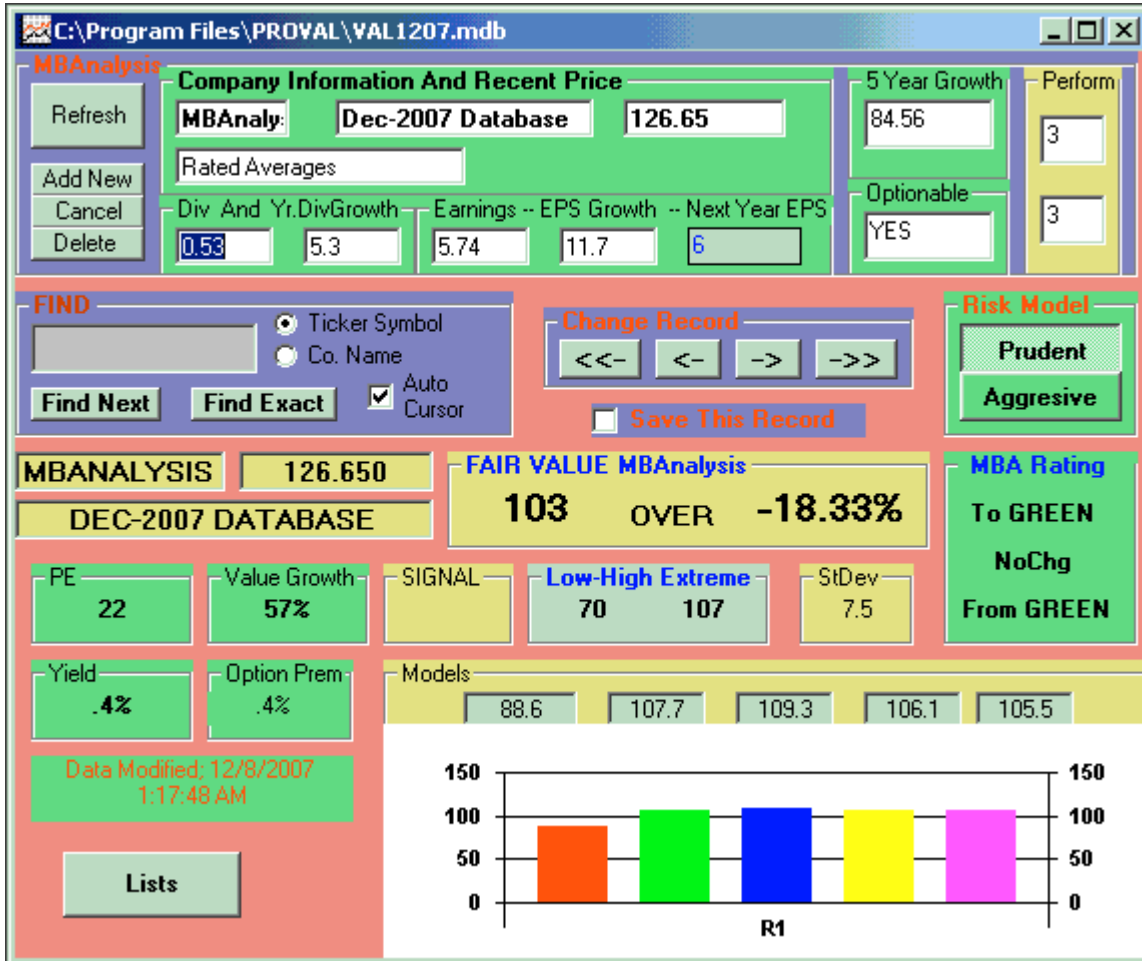 C:\Program Files\PROVAL\VAL1207.mdb
MBAnalysis
Refresh
Add New
Cancel
Delete
Company Information And Recent Price
MBAnaly: Dec-2007 Database 126.65
Rated Averages
Div And Yr.DivGrowth Earnings -- EPS Growth -- Next Year EPS
0.53 5.3 5.74 11.7 6
5 Year Growth
84.56
Optionable
YES
Perform
3
3
FIND
Ticker Symbol
Co. Name
Auto Cursor
Find Next Find Exact
Change Record
<<- <- -> ->>
Save This Record
Risk Model
Prudent
Aggresive
MBANALYSIS 126.650
DEC-2007 DATABASE
FAIR VALUE MBAnalysis
103 OVER -18.33%
MBA Rating
To GREEN
NoChg
From GREEN
PE
22
Value Growth
57%
SIGNAL
Low-High Extreme
70 107
StDev
7.5
Yield
.4%
Option Prem
.4%
Models
88.6 107.7 109.3 106.1 105.5
Data Modified; 12/8/2007
1:17:48 AM
Lists
150 150
100 100
50 50
0 0
R1